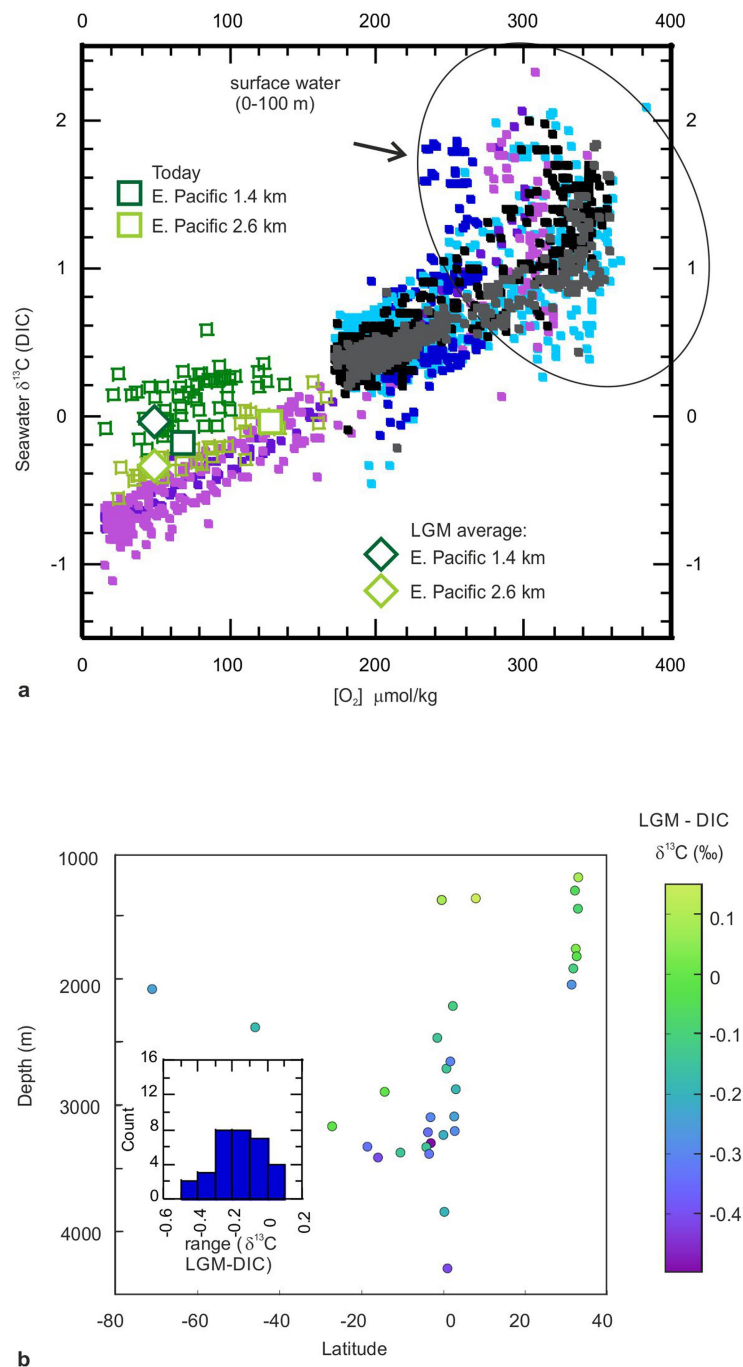 0 100 200 300 400
surface water
(0-100 m)
2 2
Today
E. Pacific 1.4 km
E. Pacific 2.6 km
1 1
Seawater δ¹³C (DIC)
0 0
LGM average:
E. Pacific 1.4 km
E. Pacific 2.6 km
-1 -1
0 100 200 300 400
[O₂] μmol/kg
a
LGM - DIC
δ¹³C (‰)
1000
2000
3000
4000
Depth (m)
0.1
0
-0.1
-0.2
-0.3
-0.4
16
12
8
4
0
Count
-0.6 -0.4 -0.2 0 0.2
range (δ¹³C
LGM-DIC)
-80 -60 -40 -20 0 20 40
Latitude
b